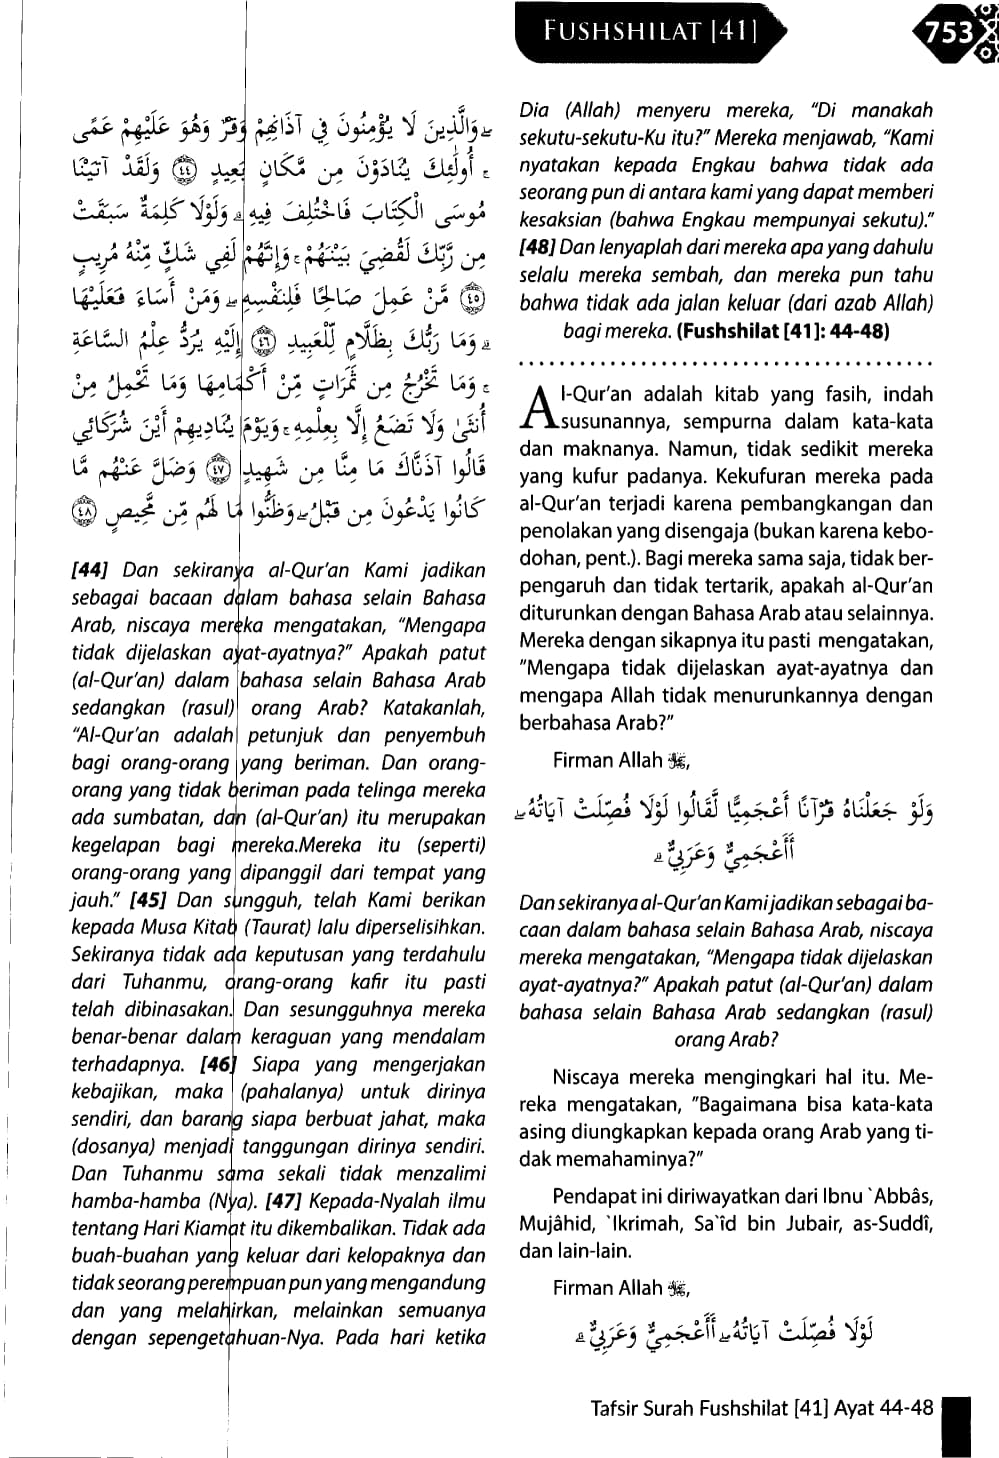 FUSHSHILAT [41]
753
ۦ وَالَّذِينَ لَا يُؤْمِنُونَ فِي آذَانِهِمْ وَقْرٌ وَهُوَ عَلَيْهِمْ عَمًى
ۚ أُولَٰئِكَ يُنَادَوْنَ مِن مَّكَانٍ بَعِيدٍ ﴿٤٤﴾ وَلَقَدْ آتَيْنَا
مُوسَى الْكِتَابَ فَاخْتُلِفَ فِيهِ ۗ وَلَوْلَا كَلِمَةٌ سَبَقَتْ
مِن رَّبِّكَ لَقُضِيَ بَيْنَهُمْ ۚ وَإِنَّهُمْ لَفِي شَكٍّ مِّنْهُ مُرِيبٍ
﴿٤٥﴾ مَّنْ عَمِلَ صَالِحًا فَلِنَفْسِهِ ۖ وَمَنْ أَسَاءَ فَعَلَيْهَا
ۗ وَمَا رَبُّكَ بِظَلَّامٍ لِّلْعَبِيدِ ﴿٤٦﴾ إِلَيْهِ يُرَدُّ عِلْمُ السَّاعَةِ
ۚ وَمَا تَخْرُجُ مِن ثَمَرَاتٍ مِّنْ أَكْمَامِهَا وَمَا تَحْمِلُ مِنْ
أُنثَىٰ وَلَا تَضَعُ إِلَّا بِعِلْمِهِ ۚ وَيَوْمَ يُنَادِيهِمْ أَيْنَ شُرَكَائِي
قَالُوا آذَنَّاكَ مَا مِنَّا مِن شَهِيدٍ ﴿٤٧﴾ وَضَلَّ عَنْهُم مَّا
كَانُوا يَدْعُونَ مِن قَبْلُ ۖ وَظَنُّوا مَا لَهُم مِّن مَّحِيصٍ ﴿٤٨﴾
[44] Dan sekiranya al-Qur'an Kami jadikan
sebagai bacaan dalam bahasa selain Bahasa
Arab, niscaya mereka mengatakan, "Mengapa
tidak dijelaskan ayat-ayatnya?" Apakah patut
(al-Qur'an) dalam bahasa selain Bahasa Arab
sedangkan (rasul) orang Arab? Katakanlah,
"Al-Qur'an adalah petunjuk dan penyembuh
bagi orang-orang yang beriman. Dan orang-
orang yang tidak beriman pada telinga mereka
ada sumbatan, dan (al-Qur'an) itu merupakan
kegelapan bagi mereka.Mereka itu (seperti)
orang-orang yang dipanggil dari tempat yang
jauh." [45] Dan sungguh, telah Kami berikan
kepada Musa Kitab (Taurat) lalu diperselisihkan.
Sekiranya tidak ada keputusan yang terdahulu
dari Tuhanmu, orang-orang kafir itu pasti
telah dibinasakan. Dan sesungguhnya mereka
benar-benar dalam keraguan yang mendalam
terhadapnya. [46] Siapa yang mengerjakan
kebajikan, maka (pahalanya) untuk dirinya
sendiri, dan barang siapa berbuat jahat, maka
(dosanya) menjadi tanggungan dirinya sendiri.
Dan Tuhanmu sama sekali tidak menzalimi
hamba-hamba (Nya). [47] Kepada-Nyalah ilmu
tentang Hari Kiamat itu dikembalikan. Tidak ada
buah-buahan yang keluar dari kelopaknya dan
tidak seorang perempuan pun yang mengandung
dan yang melahirkan, melainkan semuanya
dengan sepengetahuan-Nya. Pada hari ketika
Dia (Allah) menyeru mereka, "Di manakah
sekutu-sekutu-Ku itu?" Mereka menjawab, "Kami
nyatakan kepada Engkau bahwa tidak ada
seorang pun di antara kami yang dapat memberi
kesaksian (bahwa Engkau mempunyai sekutu)."
[48] Dan lenyaplah dari mereka apa yang dahulu
selalu mereka sembah, dan mereka pun tahu
bahwa tidak ada jalan keluar (dari azab Allah)
bagi mereka. (Fushshilat [41]: 44-48)
Al-Qur'an adalah kitab yang fasih, indah
susunannya, sempurna dalam kata-kata
dan maknanya. Namun, tidak sedikit mereka
yang kufur padanya. Kekufuran mereka pada
al-Qur'an terjadi karena pembangkangan dan
penolakan yang disengaja (bukan karena kebo-
dohan, pent.). Bagi mereka sama saja, tidak ber-
pengaruh dan tidak tertarik, apakah al-Qur'an
diturunkan dengan Bahasa Arab atau selainnya.
Mereka dengan sikapnya itu pasti mengatakan,
"Mengapa tidak dijelaskan ayat-ayatnya dan
mengapa Allah tidak menurunkannya dengan
berbahasa Arab?"
Firman Allah ﷻ,
وَلَوْ جَعَلْنَاهُ قُرْآنًا أَعْجَمِيًّا لَّقَالُوا لَوْلَا فُصِّلَتْ آيَاتُهُ ۖ
أَأَعْجَمِيٌّ وَعَرَبِيٌّ ۗ
Dan sekiranya al-Qur'an Kami jadikan sebagai ba-
caan dalam bahasa selain Bahasa Arab, niscaya
mereka mengatakan, "Mengapa tidak dijelaskan
ayat-ayatnya?" Apakah patut (al-Qur'an) dalam
bahasa selain Bahasa Arab sedangkan (rasul)
orang Arab?
Niscaya mereka mengingkari hal itu. Me-
reka mengatakan, "Bagaimana bisa kata-kata
asing diungkapkan kepada orang Arab yang ti-
dak memahaminya?"
Pendapat ini diriwayatkan dari Ibnu `Abbâs,
Mujâhid, `Ikrimah, Sa`îd bin Jubair, as-Suddî,
dan lain-lain.
Firman Allah ﷻ,
لَوْلَا فُصِّلَتْ آيَاتُهُ ۖ أَأَعْجَمِيٌّ وَعَرَبِيٌّ ۗ
Tafsir Surah Fushshilat [41] Ayat 44-48